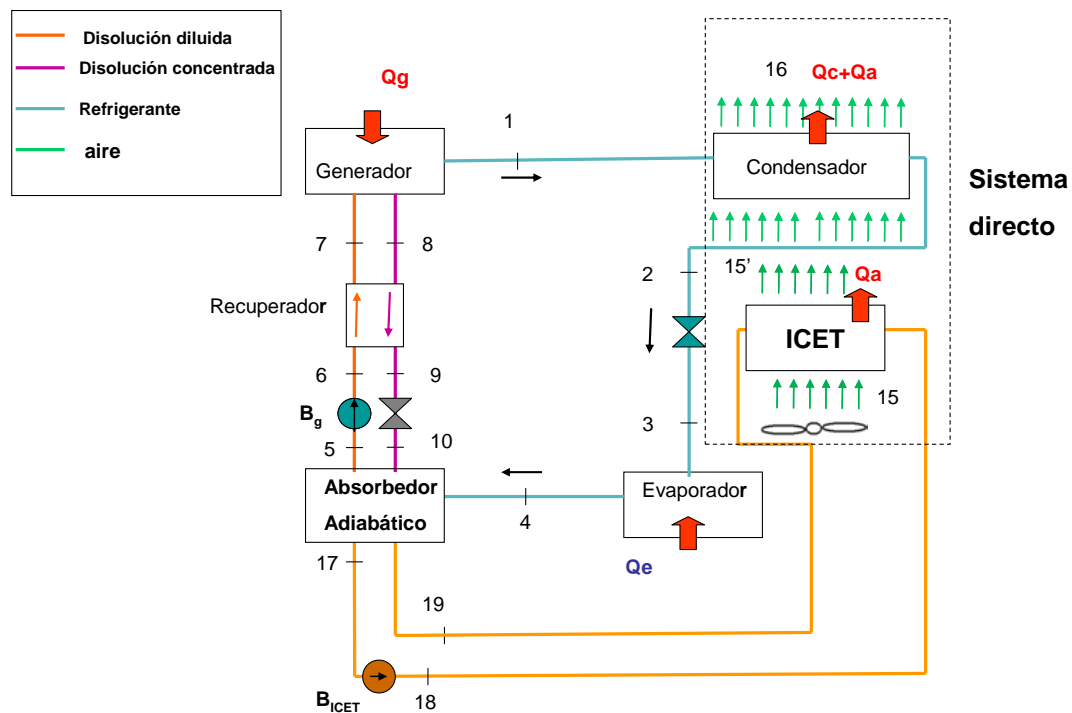 Disolución diluida
Disolución concentrada
Refrigerante
aire
Qg
16
Qc+Qa
1
Generador
Condensador
Sistema
directo
7
8
2
15’
Qa
Recuperador
ICET
6
9
15
Bg
3
5
10
Absorbedor
Adiabático
4
Evaporador
17
Qe
19
BICET
18